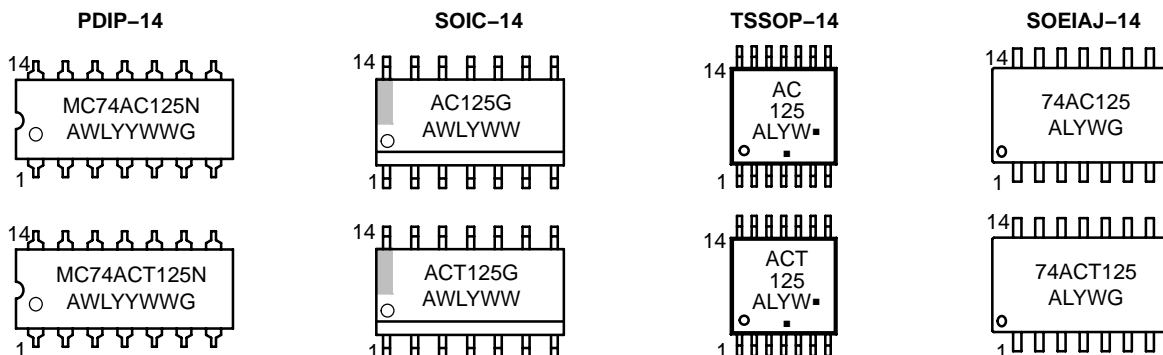 PDIP–14
SOIC–14
TSSOP–14
SOEIAJ–14
14
MC74AC125N
AWLYYWWG
1
14
AC125G
AWLYWW
1
14
AC
125
ALYW▪
▪
1
14
74AC125
ALYWG
1
14
MC74ACT125N
AWLYYWWG
1
14
ACT125G
AWLYWW
1
14
ACT
125
ALYW▪
▪
1
14
74ACT125
ALYWG
1